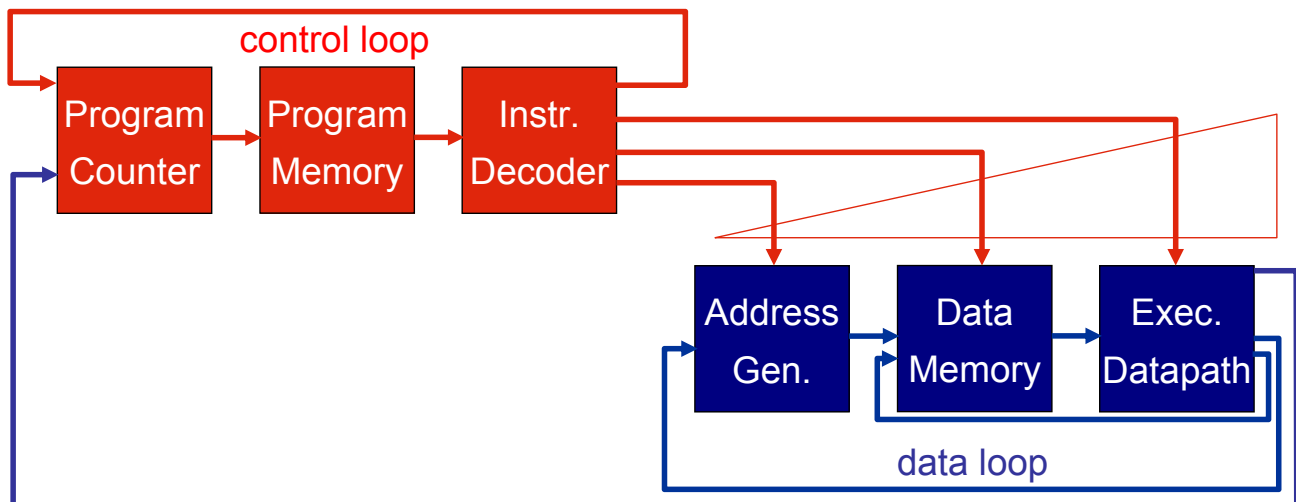 control loop
Program
Counter
Program
Memory
Instr.
Decoder
Address
Gen.
Data
Memory
Exec.
Datapath
data loop